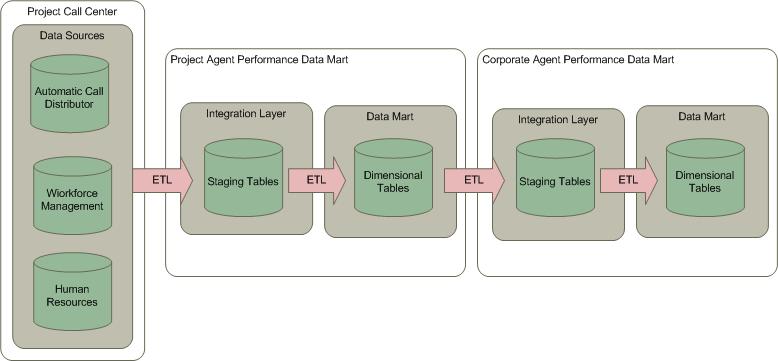 Project Call Center
Data Sources
Automatic Call
Distributor
Workforce
Management
Human
Resources
ETL
Project Agent Performance Data Mart
Integration Layer
Staging Tables
ETL
Data Mart
Dimensional
Tables
ETL
Corporate Agent Performance Data Mart
Integration Layer
Staging Tables
ETL
Data Mart
Dimensional
Tables